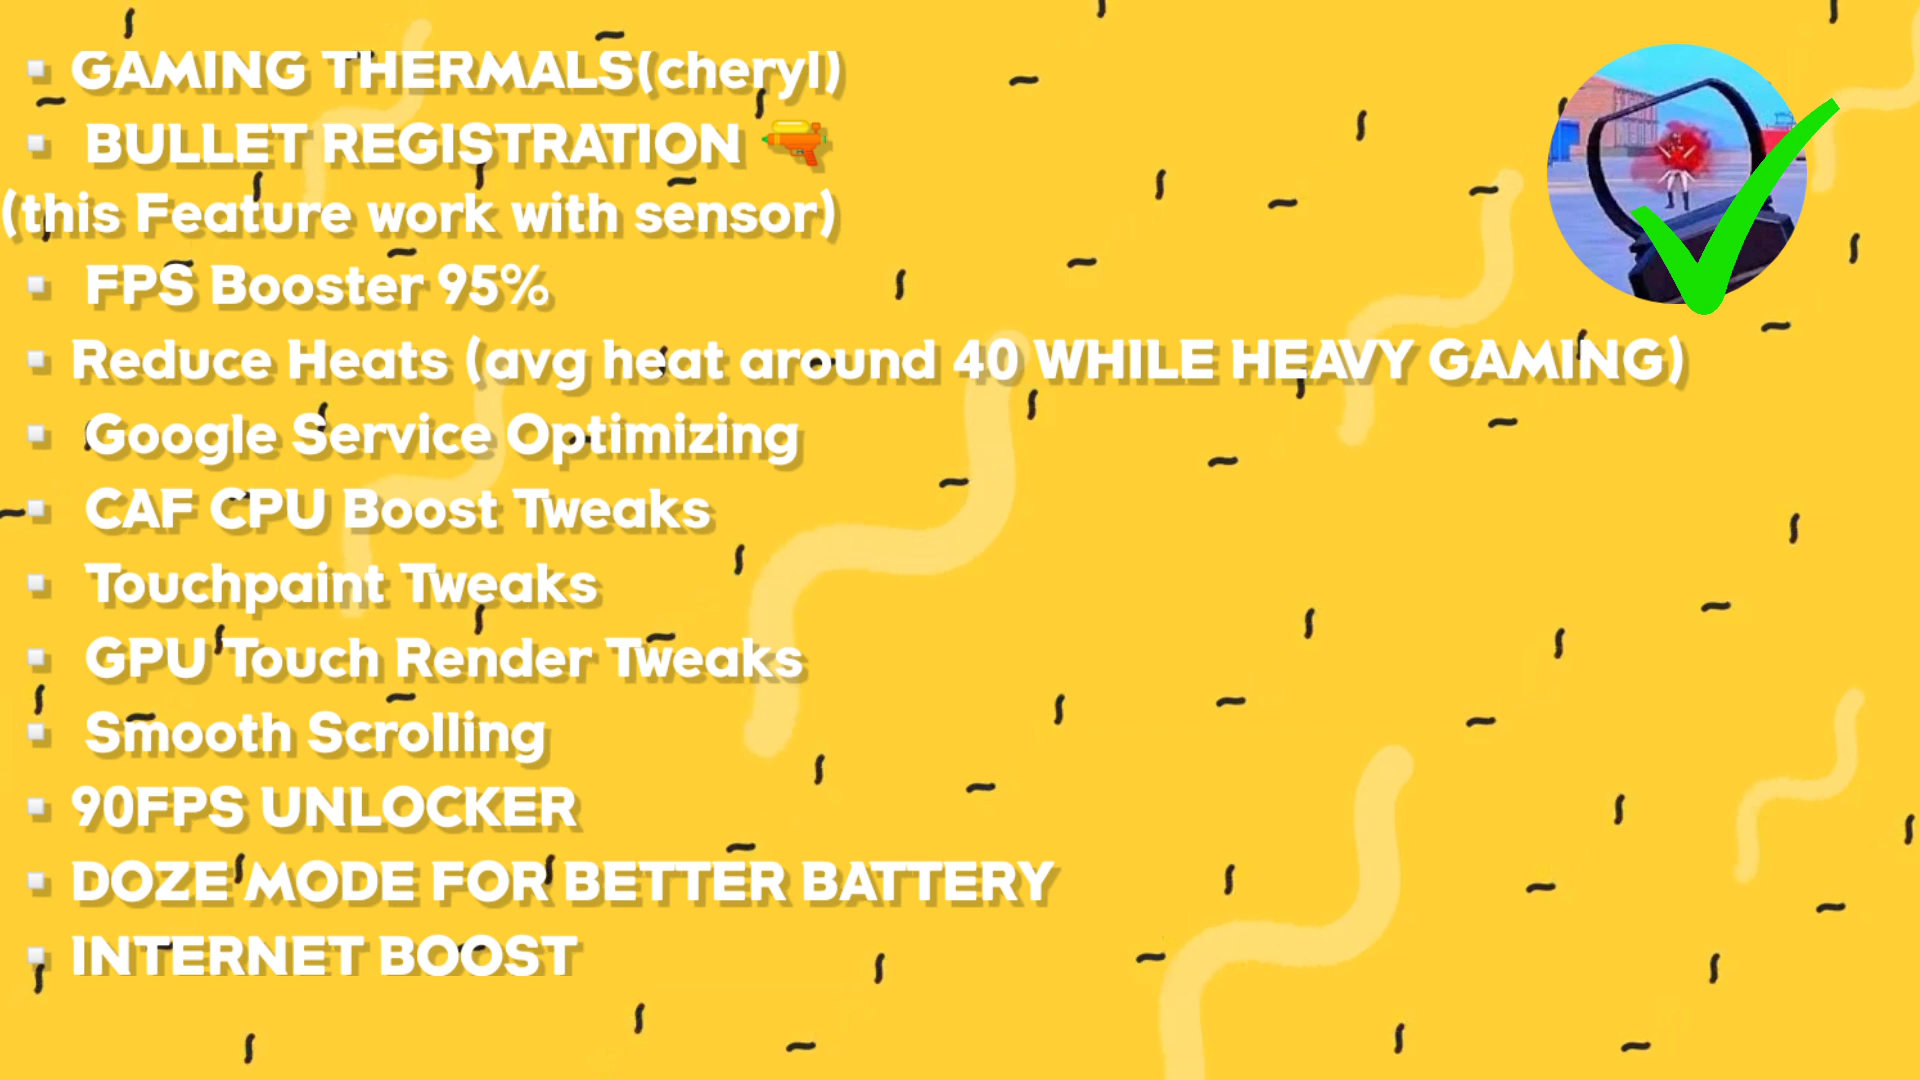 ▫️ GAMING THERMALS(cheryl)
▫️ BULLET REGISTRATION 🔫
(this Feature work with sensor)
▫️ FPS Booster 95%
▫️ Reduce Heats (avg heat around 40 WHILE HEAVY GAMING)
▫️ Google Service Optimizing
▫️ CAF CPU Boost Tweaks
▫️ Touchpaint Tweaks
▫️ GPU Touch Render Tweaks
▫️ Smooth Scrolling
▫️ 90FPS UNLOCKER
▫️ DOZE MODE FOR BETTER BATTERY
▫️ INTERNET BOOST